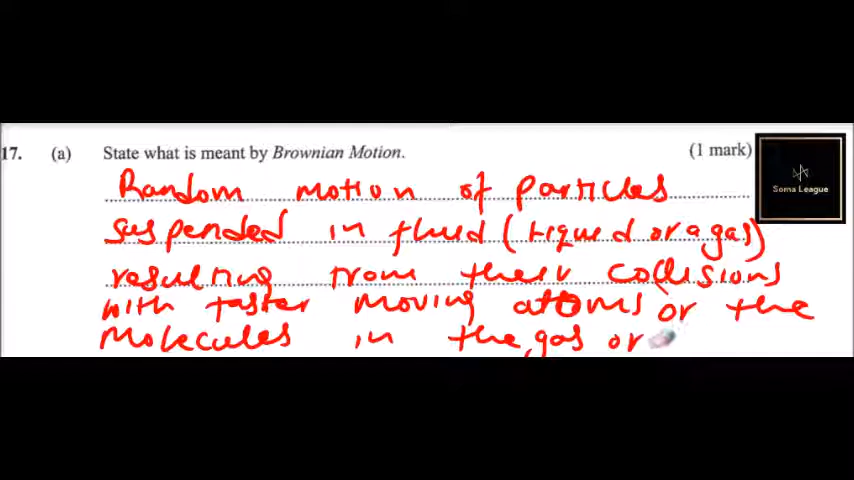 17. (a) State what is meant by Brownian Motion. (1 mark)
Soma League
Random motion of particles
suspended in fluid (liquid or a gas)
resulting from their collisions
with faster moving atoms or the
molecules in the gas or